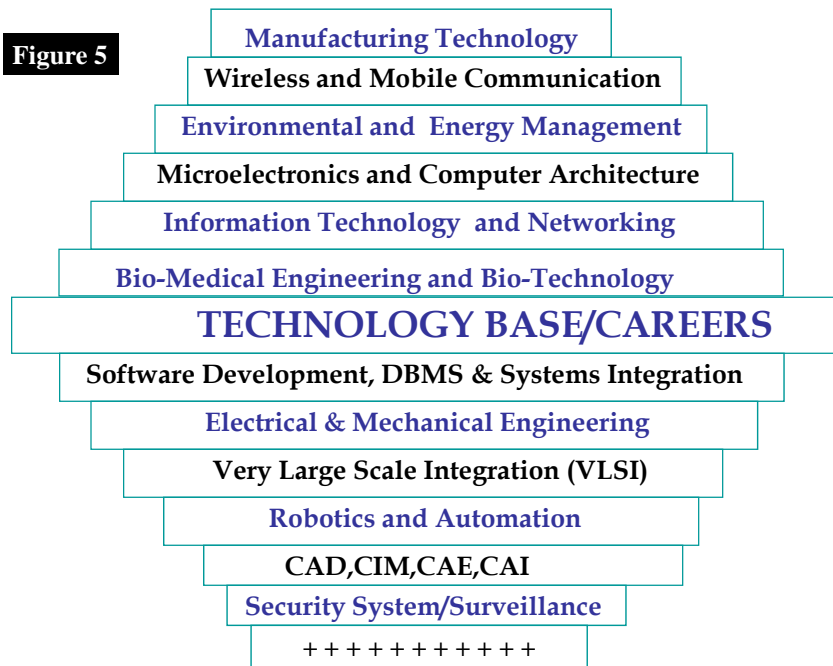 Manufacturing Technology
Figure 5
Wireless and Mobile Communication
Environmental and Energy Management
Microelectronics and Computer Architecture
Information Technology and Networking
Bio-Medical Engineering and Bio-Technology
TECHNOLOGY BASE/CAREERS
Software Development, DBMS & Systems Integration
Electrical & Mechanical Engineering
Very Large Scale Integration (VLSI)
Robotics and Automation
CAD,CIM,CAE,CAI
Security System/Surveillance
+ + + + + + + + + + +